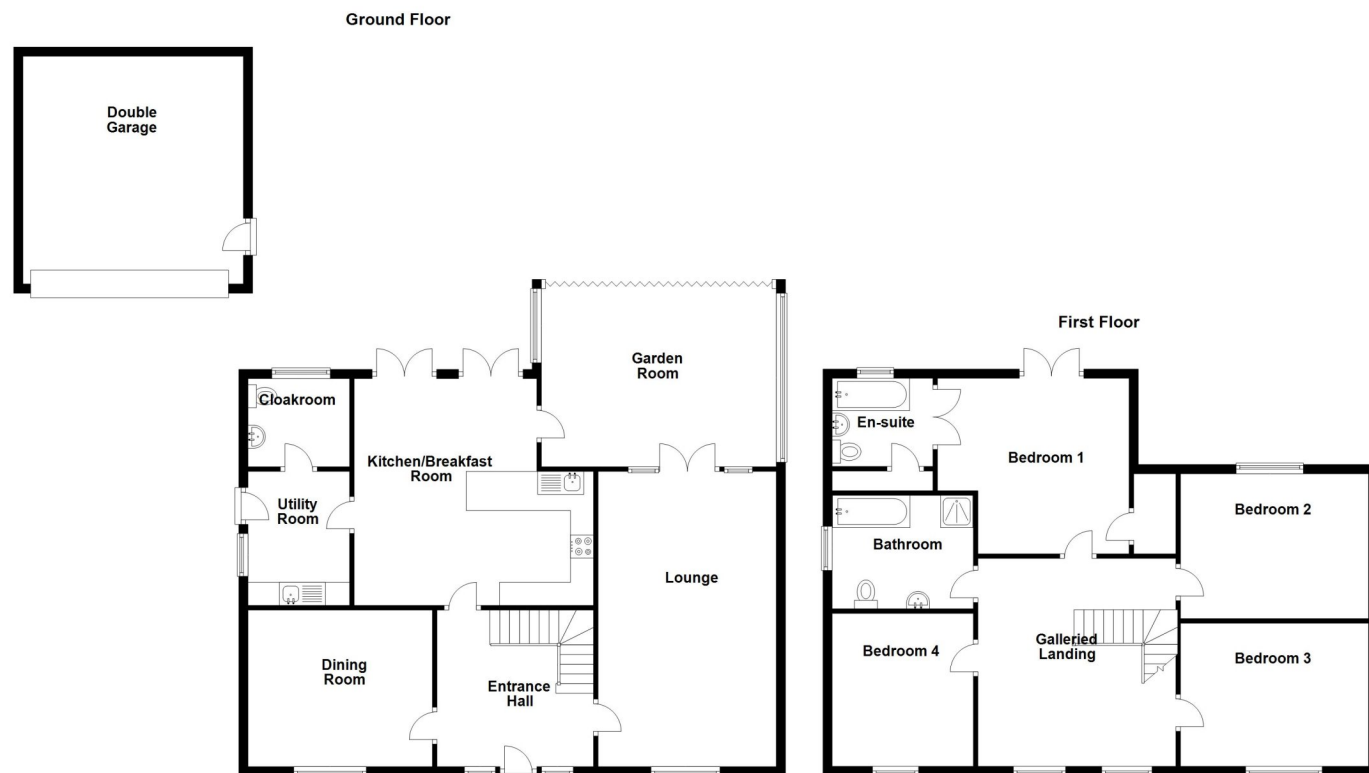 Ground Floor
Double
Garage
Garden
Room
Cloakroom
Kitchen/Breakfast
Room
Utility
Room
Lounge
Dining
Room
Entrance
Hall
First Floor
En-suite
Bedroom 1
Bedroom 2
Bathroom
Galleried
Landing
Bedroom 4
Bedroom 3